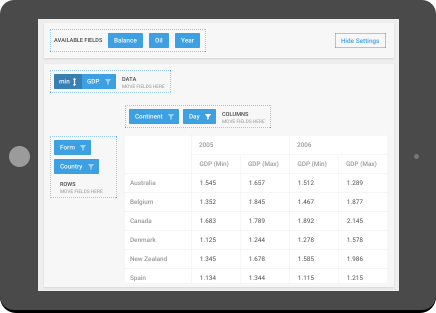 AVAILABLE FIELDS Balance Oil Year Hide Settings
min GDP DATA
MOVE FIELDS HERE
Continent Day COLUMNS
MOVE FIELDS HERE
Form
Country
ROWS
MOVE FIELDS HERE
2005 2006
GDP (Min) GDP (Max) GDP (Min) GDP (Max)
Australia 1.545 1.657 1.512 1.289
Belgium 1.352 1.845 1.467 1.877
Canada 1.683 1.789 1.892 2.145
Denmark 1.125 1.244 1.278 1.578
New Zealand 1.345 1.678 1.585 1.986
Spain 1.134 1.344 1.115 1.215